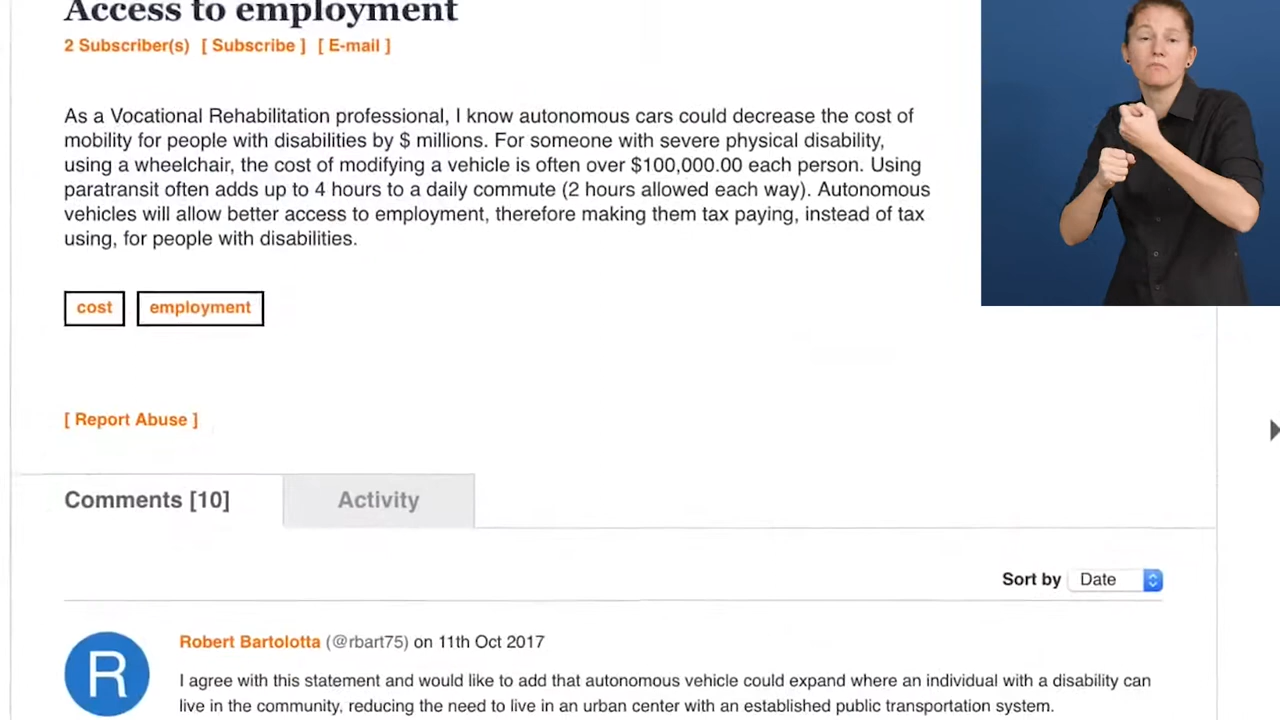 Access to employment
2 Subscriber(s) [ Subscribe ] [ E-mail ]
As a Vocational Rehabilitation professional, I know autonomous cars could decrease the cost of
mobility for people with disabilities by $ millions. For someone with severe physical disability,
using a wheelchair, the cost of modifying a vehicle is often over $100,000.00 each person. Using
paratransit often adds up to 4 hours to a daily commute (2 hours allowed each way). Autonomous
vehicles will allow better access to employment, therefore making them tax paying, instead of tax
using, for people with disabilities.
cost employment
[ Report Abuse ]
Comments [10] Activity
Sort by Date
R
Robert Bartolotta (@rbart75) on 11th Oct 2017
I agree with this statement and would like to add that autonomous vehicle could expand where an individual with a disability can
live in the community, reducing the need to live in an urban center with an established public transportation system.